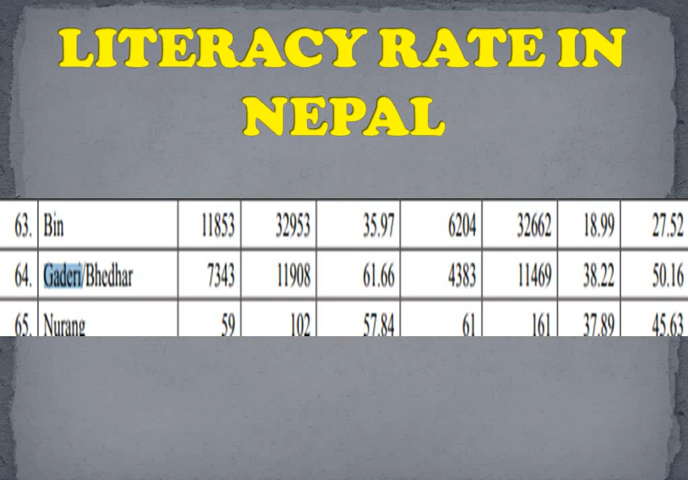 LITERACY RATE IN
NEPAL
63. Bin 11853 32953 35.97 6204 32662 18.99 27.52
64. Gaderi/Bhedhar 7343 11908 61.66 4383 11469 38.22 50.16
65. Nurang 59 102 57.84 61 161 37.89 45.63